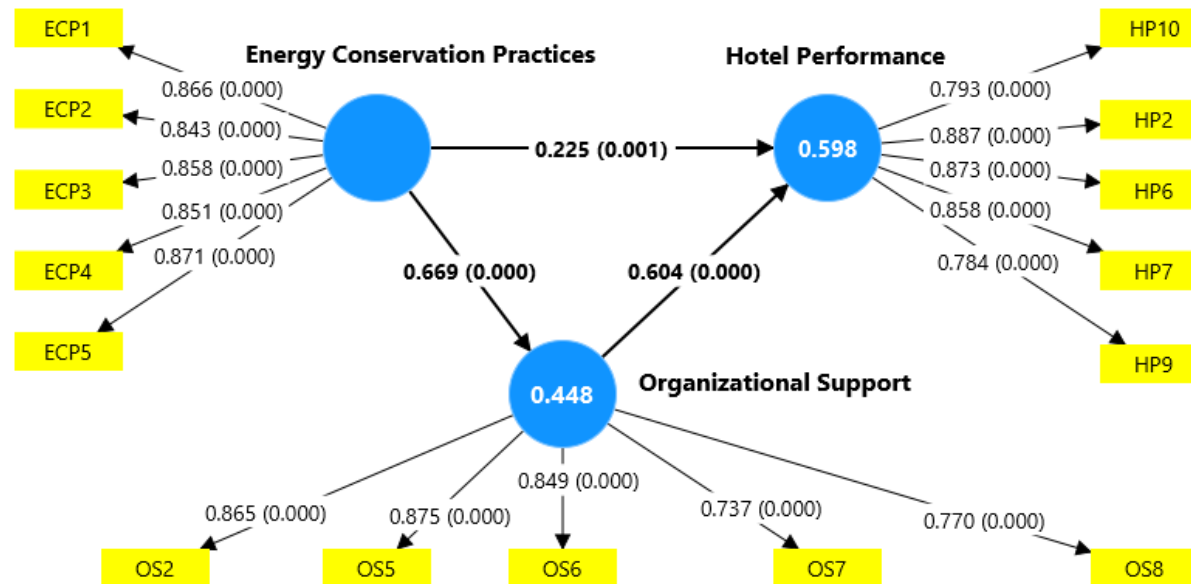 ECP1
ECP2
ECP3
ECP4
ECP5
0.866 (0.000)
0.843 (0.000)
0.858 (0.000)
0.851 (0.000)
0.871 (0.000)
Energy Conservation Practices
Hotel Performance
0.225 (0.001)
0.598
0.669 (0.000)
0.604 (0.000)
HP10
HP2
HP6
HP7
HP9
0.793 (0.000)
0.887 (0.000)
0.873 (0.000)
0.858 (0.000)
0.784 (0.000)
0.448
Organizational Support
0.865 (0.000)
0.875 (0.000)
0.849 (0.000)
0.737 (0.000)
0.770 (0.000)
OS2
OS5
OS6
OS7
OS8